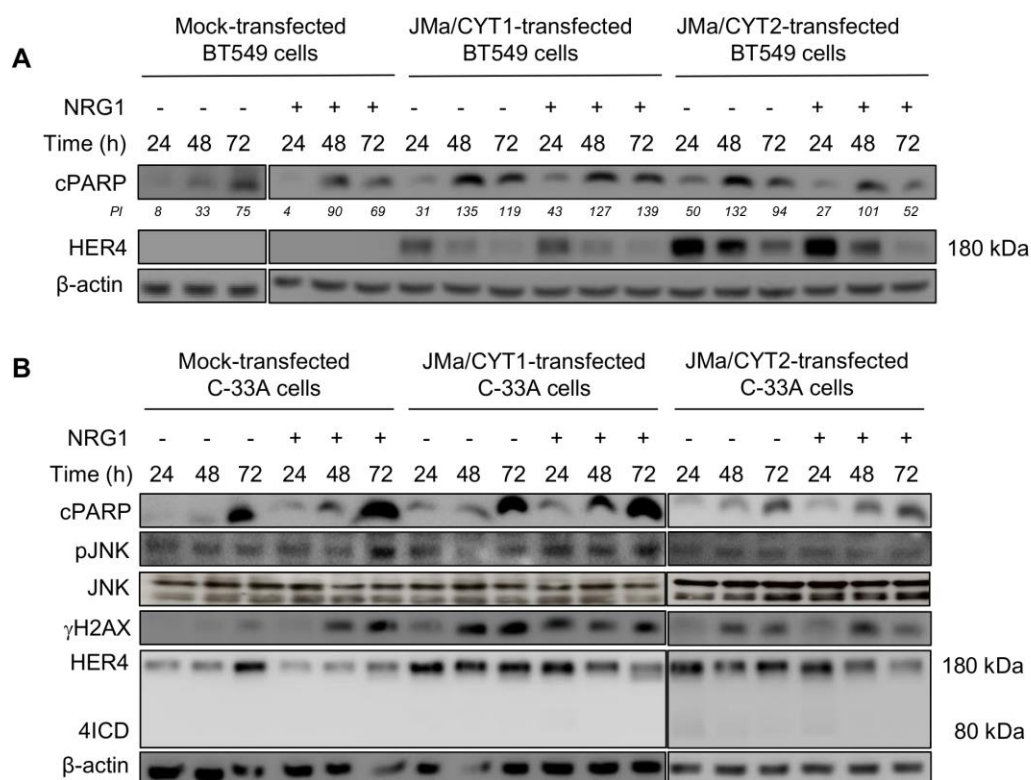 A
Mock-transfected BT549 cells
JMa/CYT1-transfected BT549 cells
JMa/CYT2-transfected BT549 cells
NRG1 - - - + + + - - - + + + - - - + + +
Time (h) 24 48 72 24 48 72 24 48 72 24 48 72 24 48 72 24 48 72
cPARP
PI 8 33 75 4 90 69 31 135 119 43 127 139 50 132 94 27 101 52
HER4 180 kDa
β-actin
B
Mock-transfected C-33A cells
JMa/CYT1-transfected C-33A cells
JMa/CYT2-transfected C-33A cells
NRG1 - - - + + + - - - + + + - - - + + +
Time (h) 24 48 72 24 48 72 24 48 72 24 48 72 24 48 72 24 48 72
cPARP
pJNK
JNK
γH2AX
HER4 180 kDa
4ICD 80 kDa
β-actin